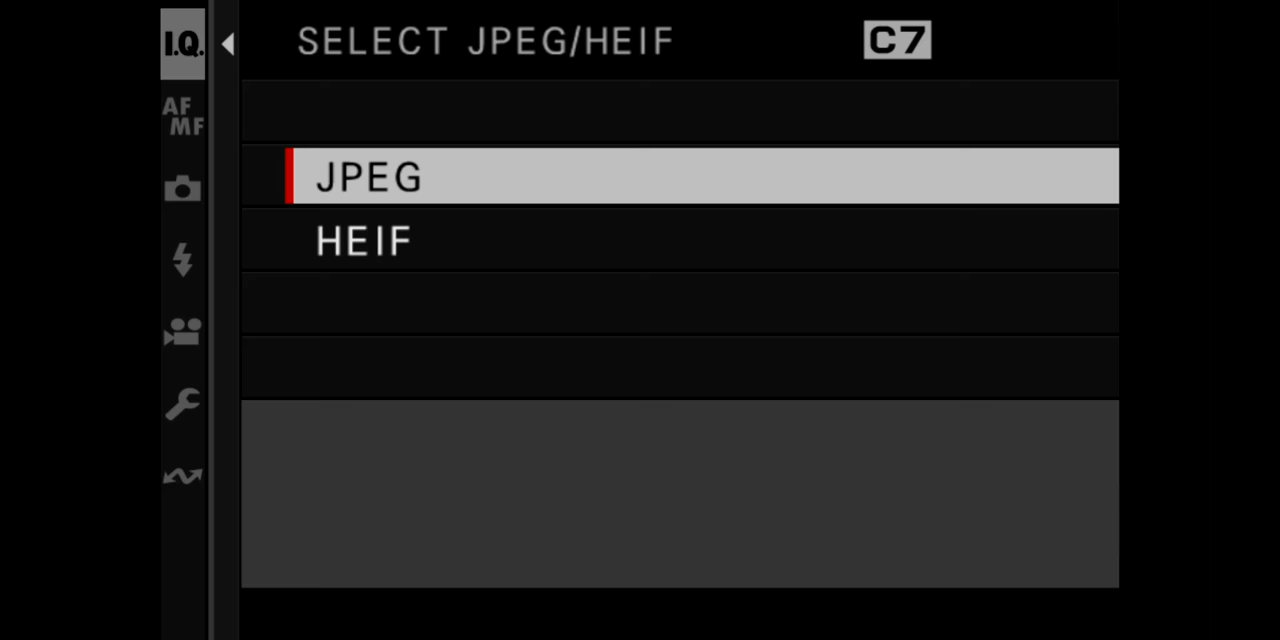 I.Q.
SELECT JPEG/HEIF
C7
AF
MF
JPEG
HEIF